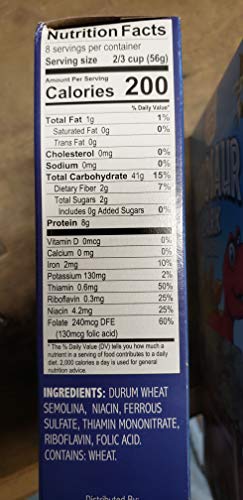 Nutrition Facts
8 servings per container
Serving size 2/3 cup (56g)
Amount Per Serving
Calories 200
% Daily Value*
Total Fat 1g 1%
Saturated Fat 0g 0%
Trans Fat 0g
Cholesterol 0mg 0%
Sodium 0mg 0%
Total Carbohydrate 41g 15%
Dietary Fiber 2g 7%
Total Sugars 2g
Includes 0g Added Sugars 0%
Protein 8g
Vitamin D 0mcg 0%
Calcium 0 mg 0%
Iron 2mg 10%
Potassium 130mg 2%
Thiamin 0.6mg 50%
Riboflavin 0.3mg 25%
Niacin 4.2mg 25%
Folate 240mcg DFE 60%
(130mcg folic acid)
* The % Daily Value (DV) tells you how much a
nutrient in a serving of food contributes to a daily
diet. 2,000 calories a day is used for general
nutrition advice.
INGREDIENTS: DURUM WHEAT
SEMOLINA, NIACIN, FERROUS
SULFATE, THIAMIN MONONITRATE,
RIBOFLAVIN, FOLIC ACID.
CONTAINS: WHEAT.
Distributed By: